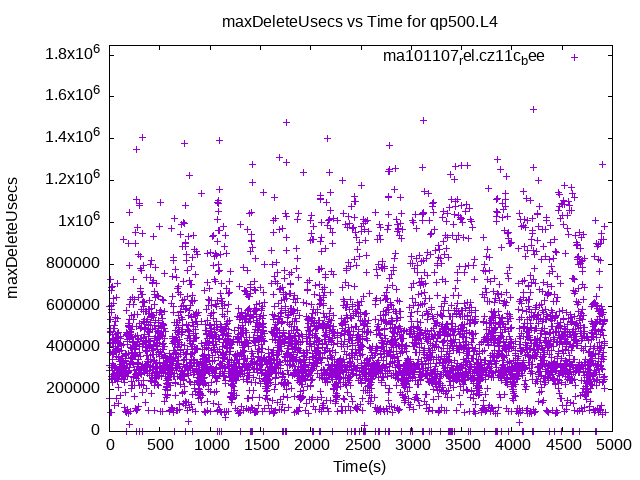 maxDeleteUsecs vs Time for qp500.L4
ma101107rel.cz11cbee
1.8x10^6
1.6x10^6
1.4x10^6
1.2x10^6
1x10^6
800000
600000
400000
200000
0
maxDeleteUsecs
0 500 1000 1500 2000 2500 3000 3500 4000 4500 5000
Time(s)